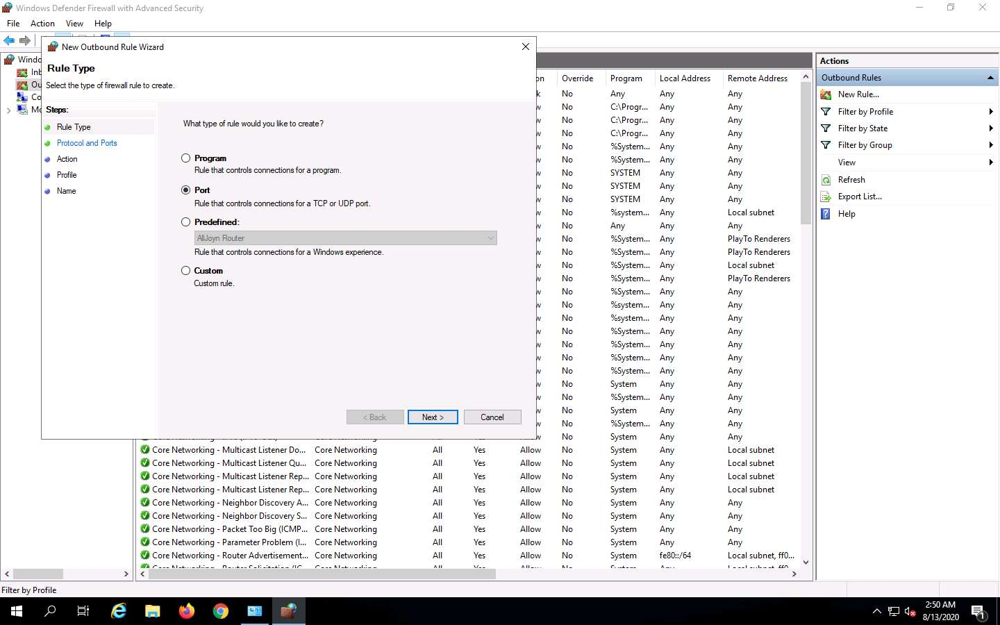 Windows Defender Firewall with Advanced Security
File Action View Help
New Outbound Rule Wizard
Rule Type
Select the type of firewall rule to create.
Steps:
Rule Type
Protocol and Ports
Action
Profile
Name
What type of rule would you like to create?
Program
Rule that controls connections for a program.
Port
Rule that controls connections for a TCP or UDP port.
Predefined:
AllJoyn Router
Rule that controls connections for a Windows experience.
Custom
Custom rule.
< Back Next > Cancel
Override Program Local Address Remote Address
No Any Any Any
No C:\Progr... Any Any
No C:\Progr... Any Any
No C:\Progr... Any Any
No %System... Any Any
No %System... Any Any
No SYSTEM Any Any
No SYSTEM Any Any
No SYSTEM Any Any
No %system... Any Local subnet
No Any Any Any
No %System... Any PlayTo Renderers
No %System... Any PlayTo Renderers
No %System... Any Local subnet
No %System... Any PlayTo Renderers
No %system... Any Any
No %system... Any Any
No %system... Any Any
No %System... Any Any
No %System... Any Any
No %System... Any Any
No %System... Any Any
No System Any Any
No %System... Any Any
No System Any Any
No %System... Any Any
No System Any Any
Core Networking - Multicast Listener Do... Core Networking All Yes Allow No System Any Local subnet
Core Networking - Multicast Listener Qu... Core Networking All Yes Allow No System Any Local subnet
Core Networking - Multicast Listener Rep... Core Networking All Yes Allow No System Any Local subnet
Core Networking - Multicast Listener Rep... Core Networking All Yes Allow No System Any Local subnet
Core Networking - Neighbor Discovery A... Core Networking All Yes Allow No System Any Any
Core Networking - Neighbor Discovery S... Core Networking All Yes Allow No System Any Any
Core Networking - Packet Too Big (ICMP... Core Networking All Yes Allow No System Any Any
Core Networking - Parameter Problem (I... Core Networking All Yes Allow No System Any Any
Core Networking - Router Advertisement... Core Networking All Yes Allow No System fe80::/64 Local subnet, ff0...
Actions
Outbound Rules
New Rule...
Filter by Profile
Filter by State
Filter by Group
View
Refresh
Export List...
Help
Filter by Profile
2:50 AM
8/13/2020
1